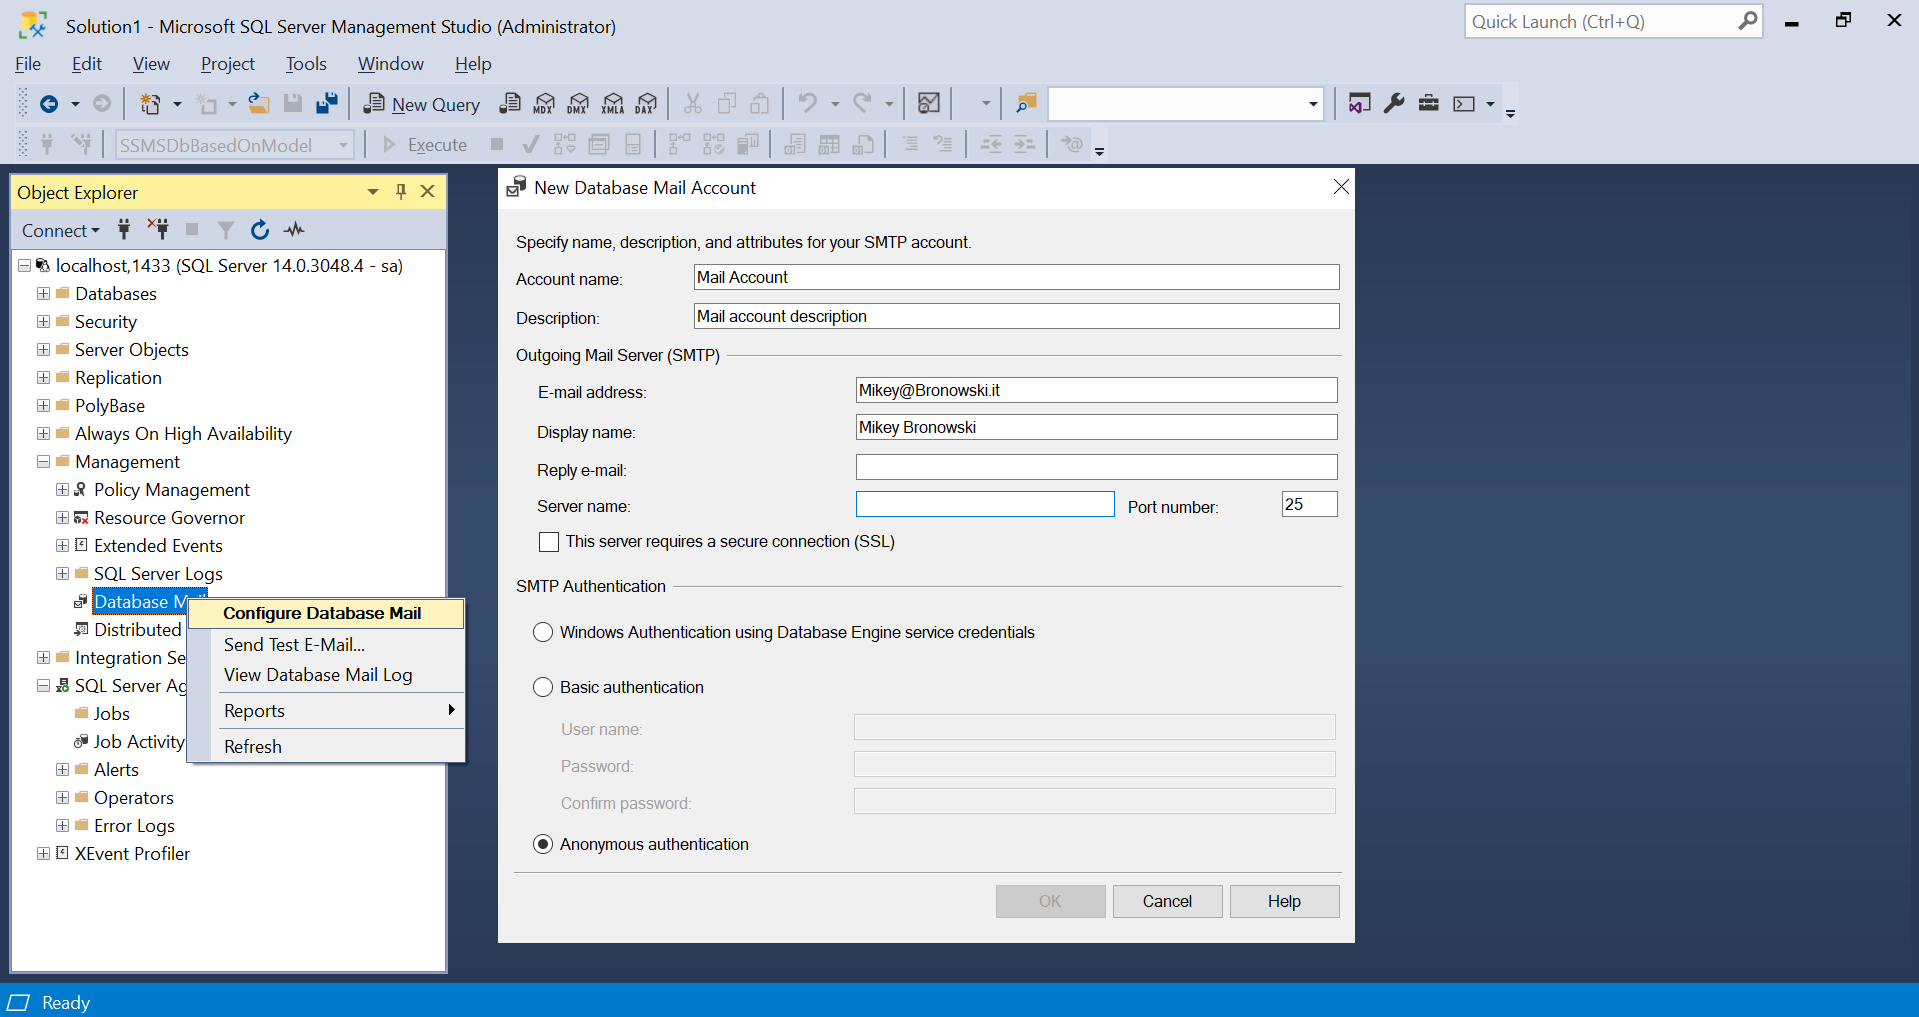 Solution1 - Microsoft SQL Server Management Studio (Administrator)
Quick Launch (Ctrl+Q)
File Edit View Project Tools Window Help
New Query MDX DMX XMLA DAX
SSMSDbBasedOnModel Execute
Object Explorer
Connect
localhost,1433 (SQL Server 14.0.3048.4 - sa)
Databases
Security
Server Objects
Replication
PolyBase
Always On High Availability
Management
Policy Management
Resource Governor
Extended Events
SQL Server Logs
Database Mail
Distributed
Integration Se
SQL Server Ag
Jobs
Job Activity
Alerts
Operators
Error Logs
XEvent Profiler
Configure Database Mail
Send Test E-Mail...
View Database Mail Log
Reports
Refresh
New Database Mail Account
Specify name, description, and attributes for your SMTP account.
Account name: Mail Account
Description: Mail account description
Outgoing Mail Server (SMTP)
E-mail address: Mikey@Bronowski.it
Display name: Mikey Bronowski
Reply e-mail:
Server name: Port number: 25
This server requires a secure connection (SSL)
SMTP Authentication
Windows Authentication using Database Engine service credentials
Basic authentication
User name:
Password:
Confirm password:
Anonymous authentication
OK Cancel Help
Ready